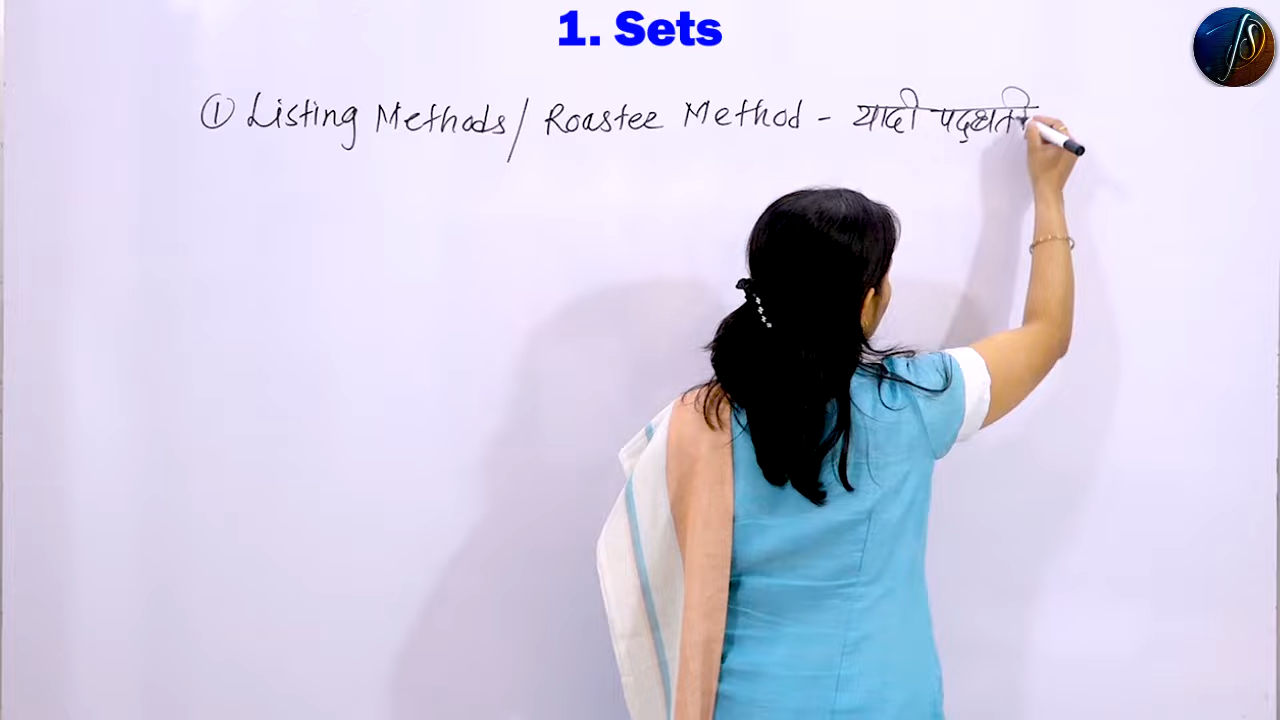 1. Sets
① Listing Methods / Roastee Method - यादी पद्धती